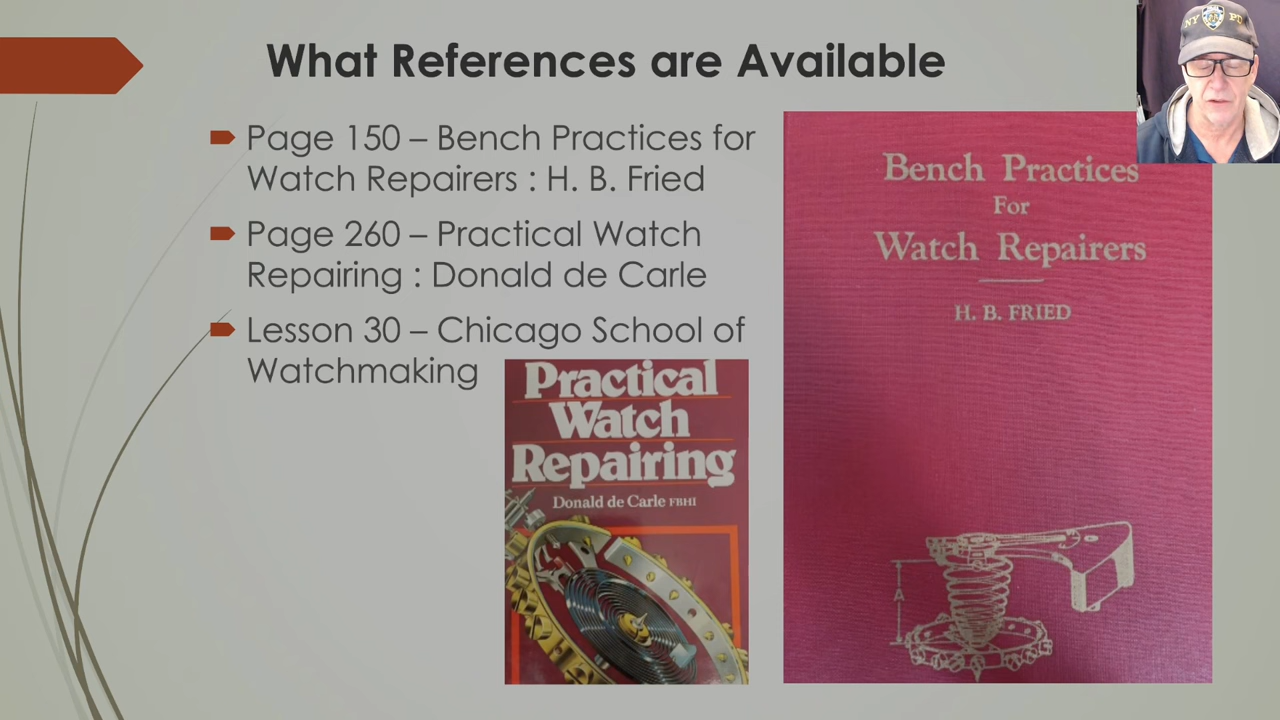 What References are Available
Page 150 – Bench Practices for
Watch Repairers : H. B. Fried
Page 260 – Practical Watch
Repairing : Donald de Carle
Lesson 30 – Chicago School of
Watchmaking
Practical
Watch
Repairing
Donald de Carle FBHI
Bench Practices
For
Watch Repairers
H. B. FRIED
A
NY PD